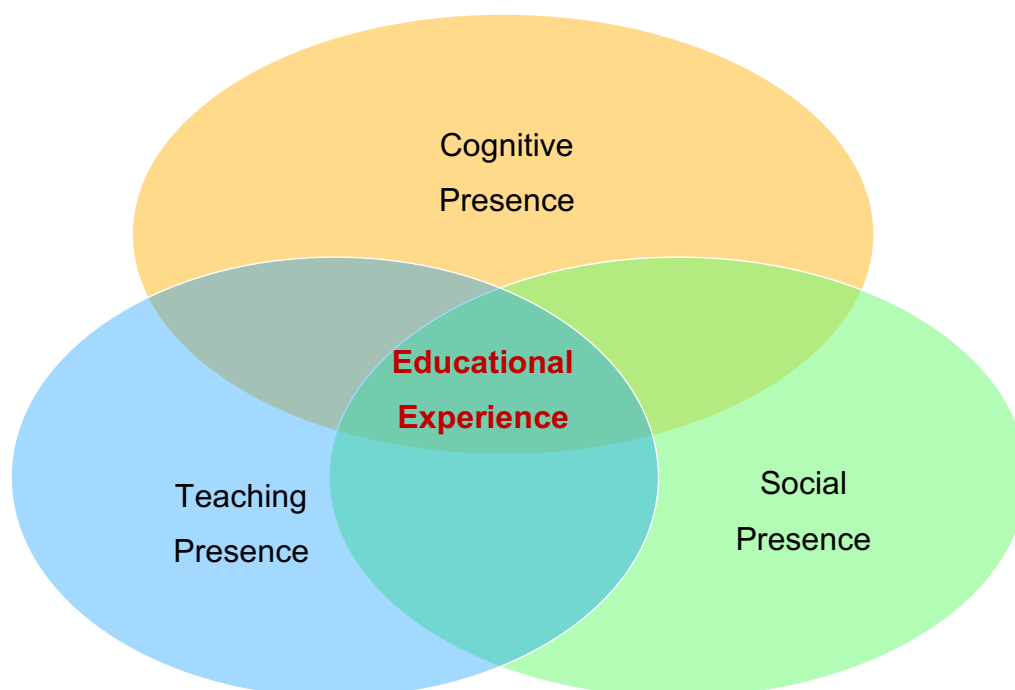 Cognitive
Presence
Educational
Experience
Teaching
Presence
Social
Presence